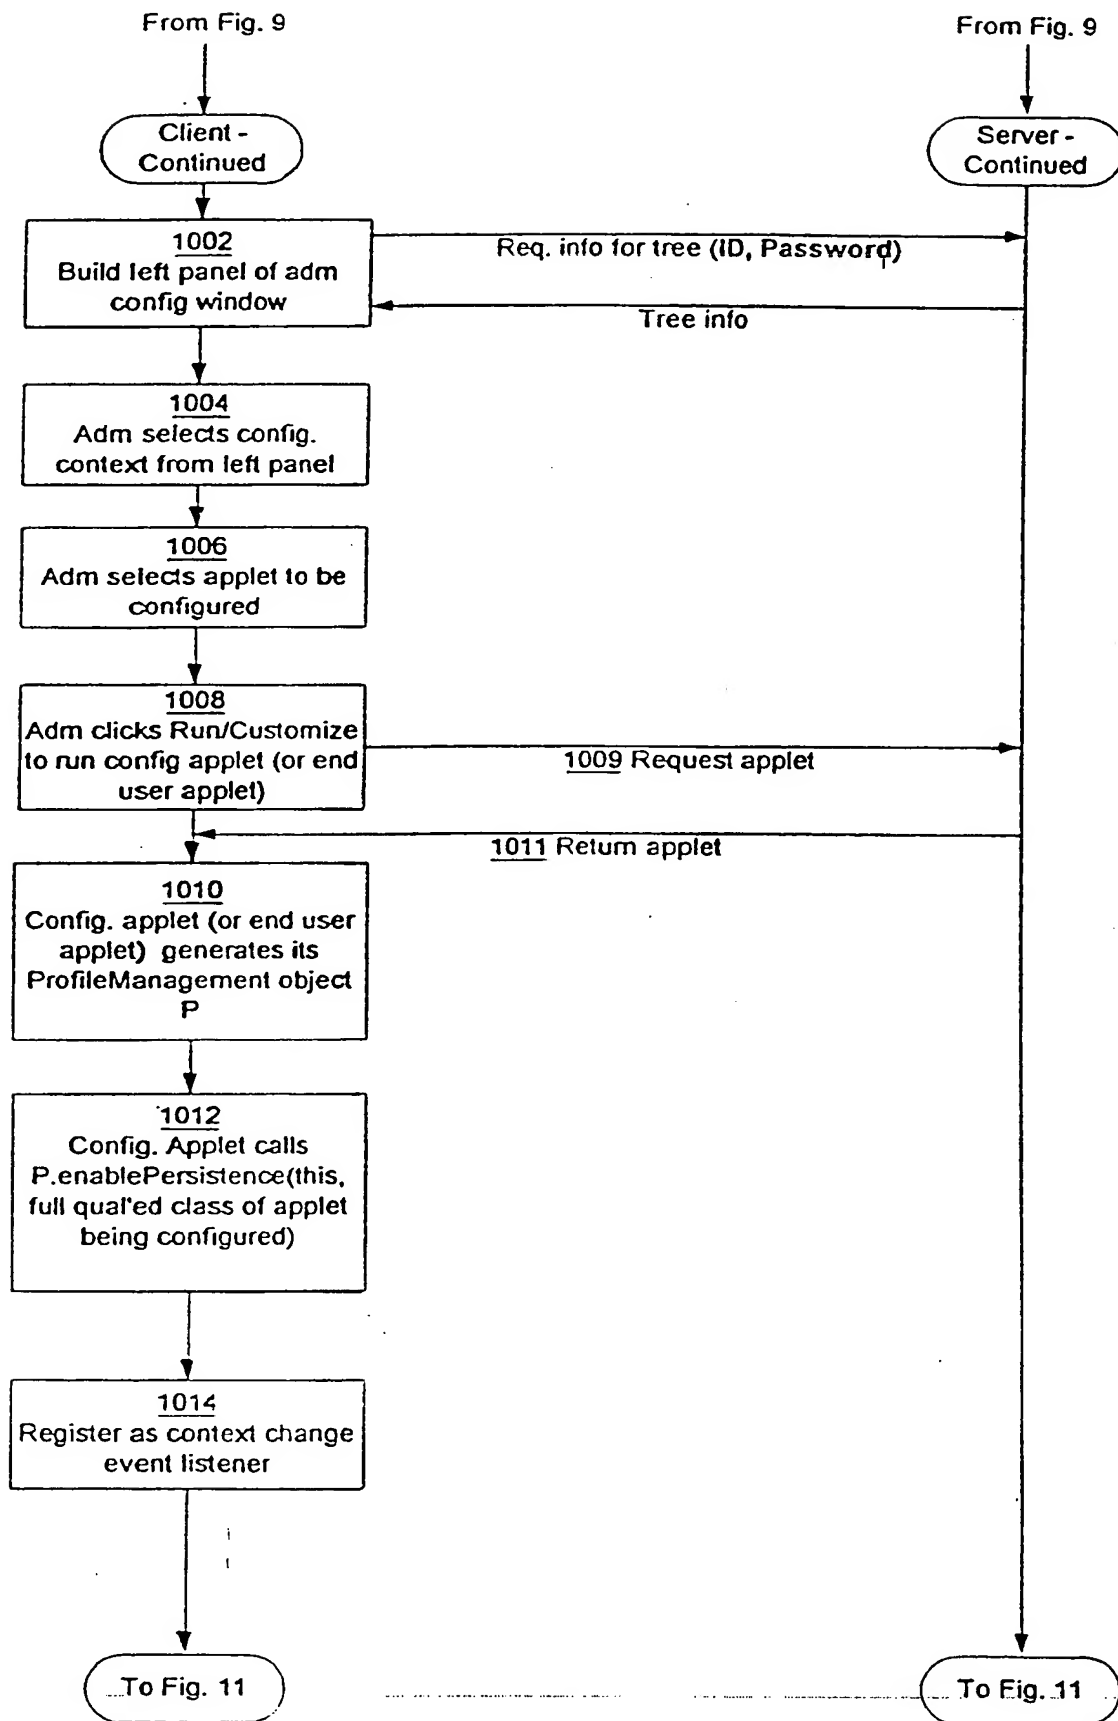 From Fig. 9
From Fig. 9
Client -
Continued
Server -
Continued
1002
Build left panel of adm
config window
Req. info for tree (ID, Password)
Tree info
1004
Adm selects config.
context from left panel
1006
Adm selects applet to be
configured
1008
Adm clicks Run/Customize
to run config applet (or end
user applet)
1009 Request applet
1011 Return applet
1010
Config. applet (or end user
applet) generates its
ProfileManagement object
P
1012
Config. Applet calls
P.enablePersistence(this,
full qual'ed class of applet
being configured)
1014
Register as context change
event listener
To Fig. 11
To Fig. 11